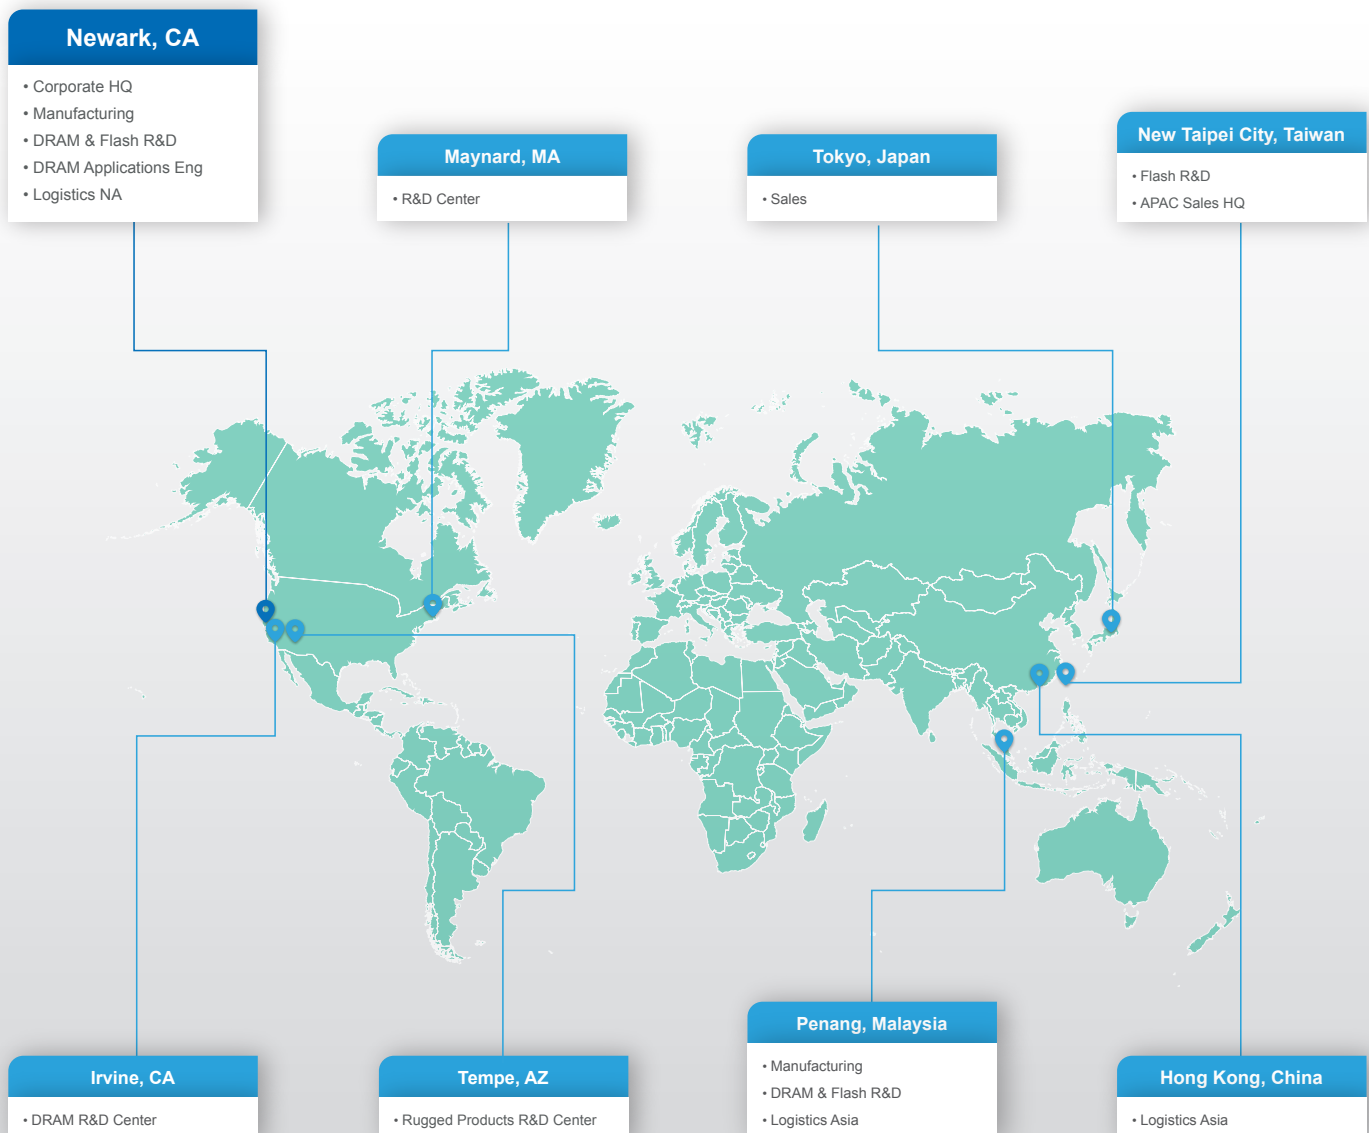 Newark, CA
• Corporate HQ
• Manufacturing
• DRAM & Flash R&D
• DRAM Applications Eng
• Logistics NA
Maynard, MA
• R&D Center
Tokyo, Japan
• Sales
New Taipei City, Taiwan
• Flash R&D
• APAC Sales HQ
Irvine, CA
• DRAM R&D Center
Tempe, AZ
• Rugged Products R&D Center
Penang, Malaysia
• Manufacturing
• DRAM & Flash R&D
• Logistics Asia
Hong Kong, China
• Logistics Asia